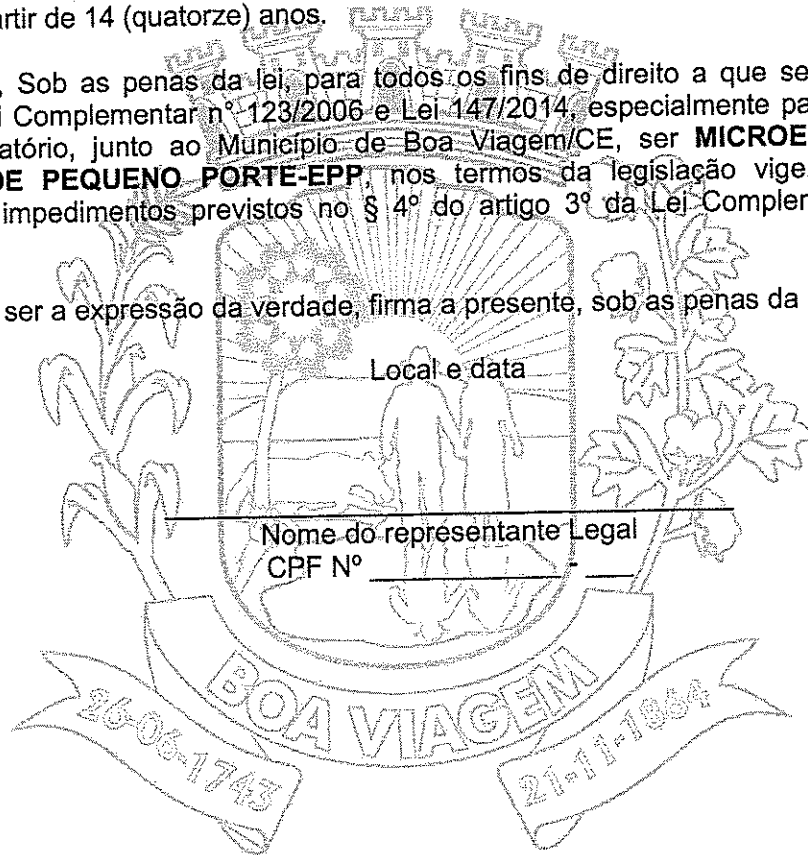 artir de 14 (quatorze) anos.
, Sob as penas da lei, para todos os fins de direito a que se
i Complementar n° 123/2006 e Lei 147/2014, especialmente pa
atório, junto ao Município de Boa Viagem/CE, ser MICROE
DE PEQUENO PORTE-EPP, nos termos da legislação vige
impedimentos previstos no § 4º do artigo 3º da Lei Complem
ser a expressão da verdade, firma a presente, sob as penas da
Local e data
Nome do representante Legal
CPF Nº ______________ - ____
BOA VIAGEM
26-06-1743
21-11-1864